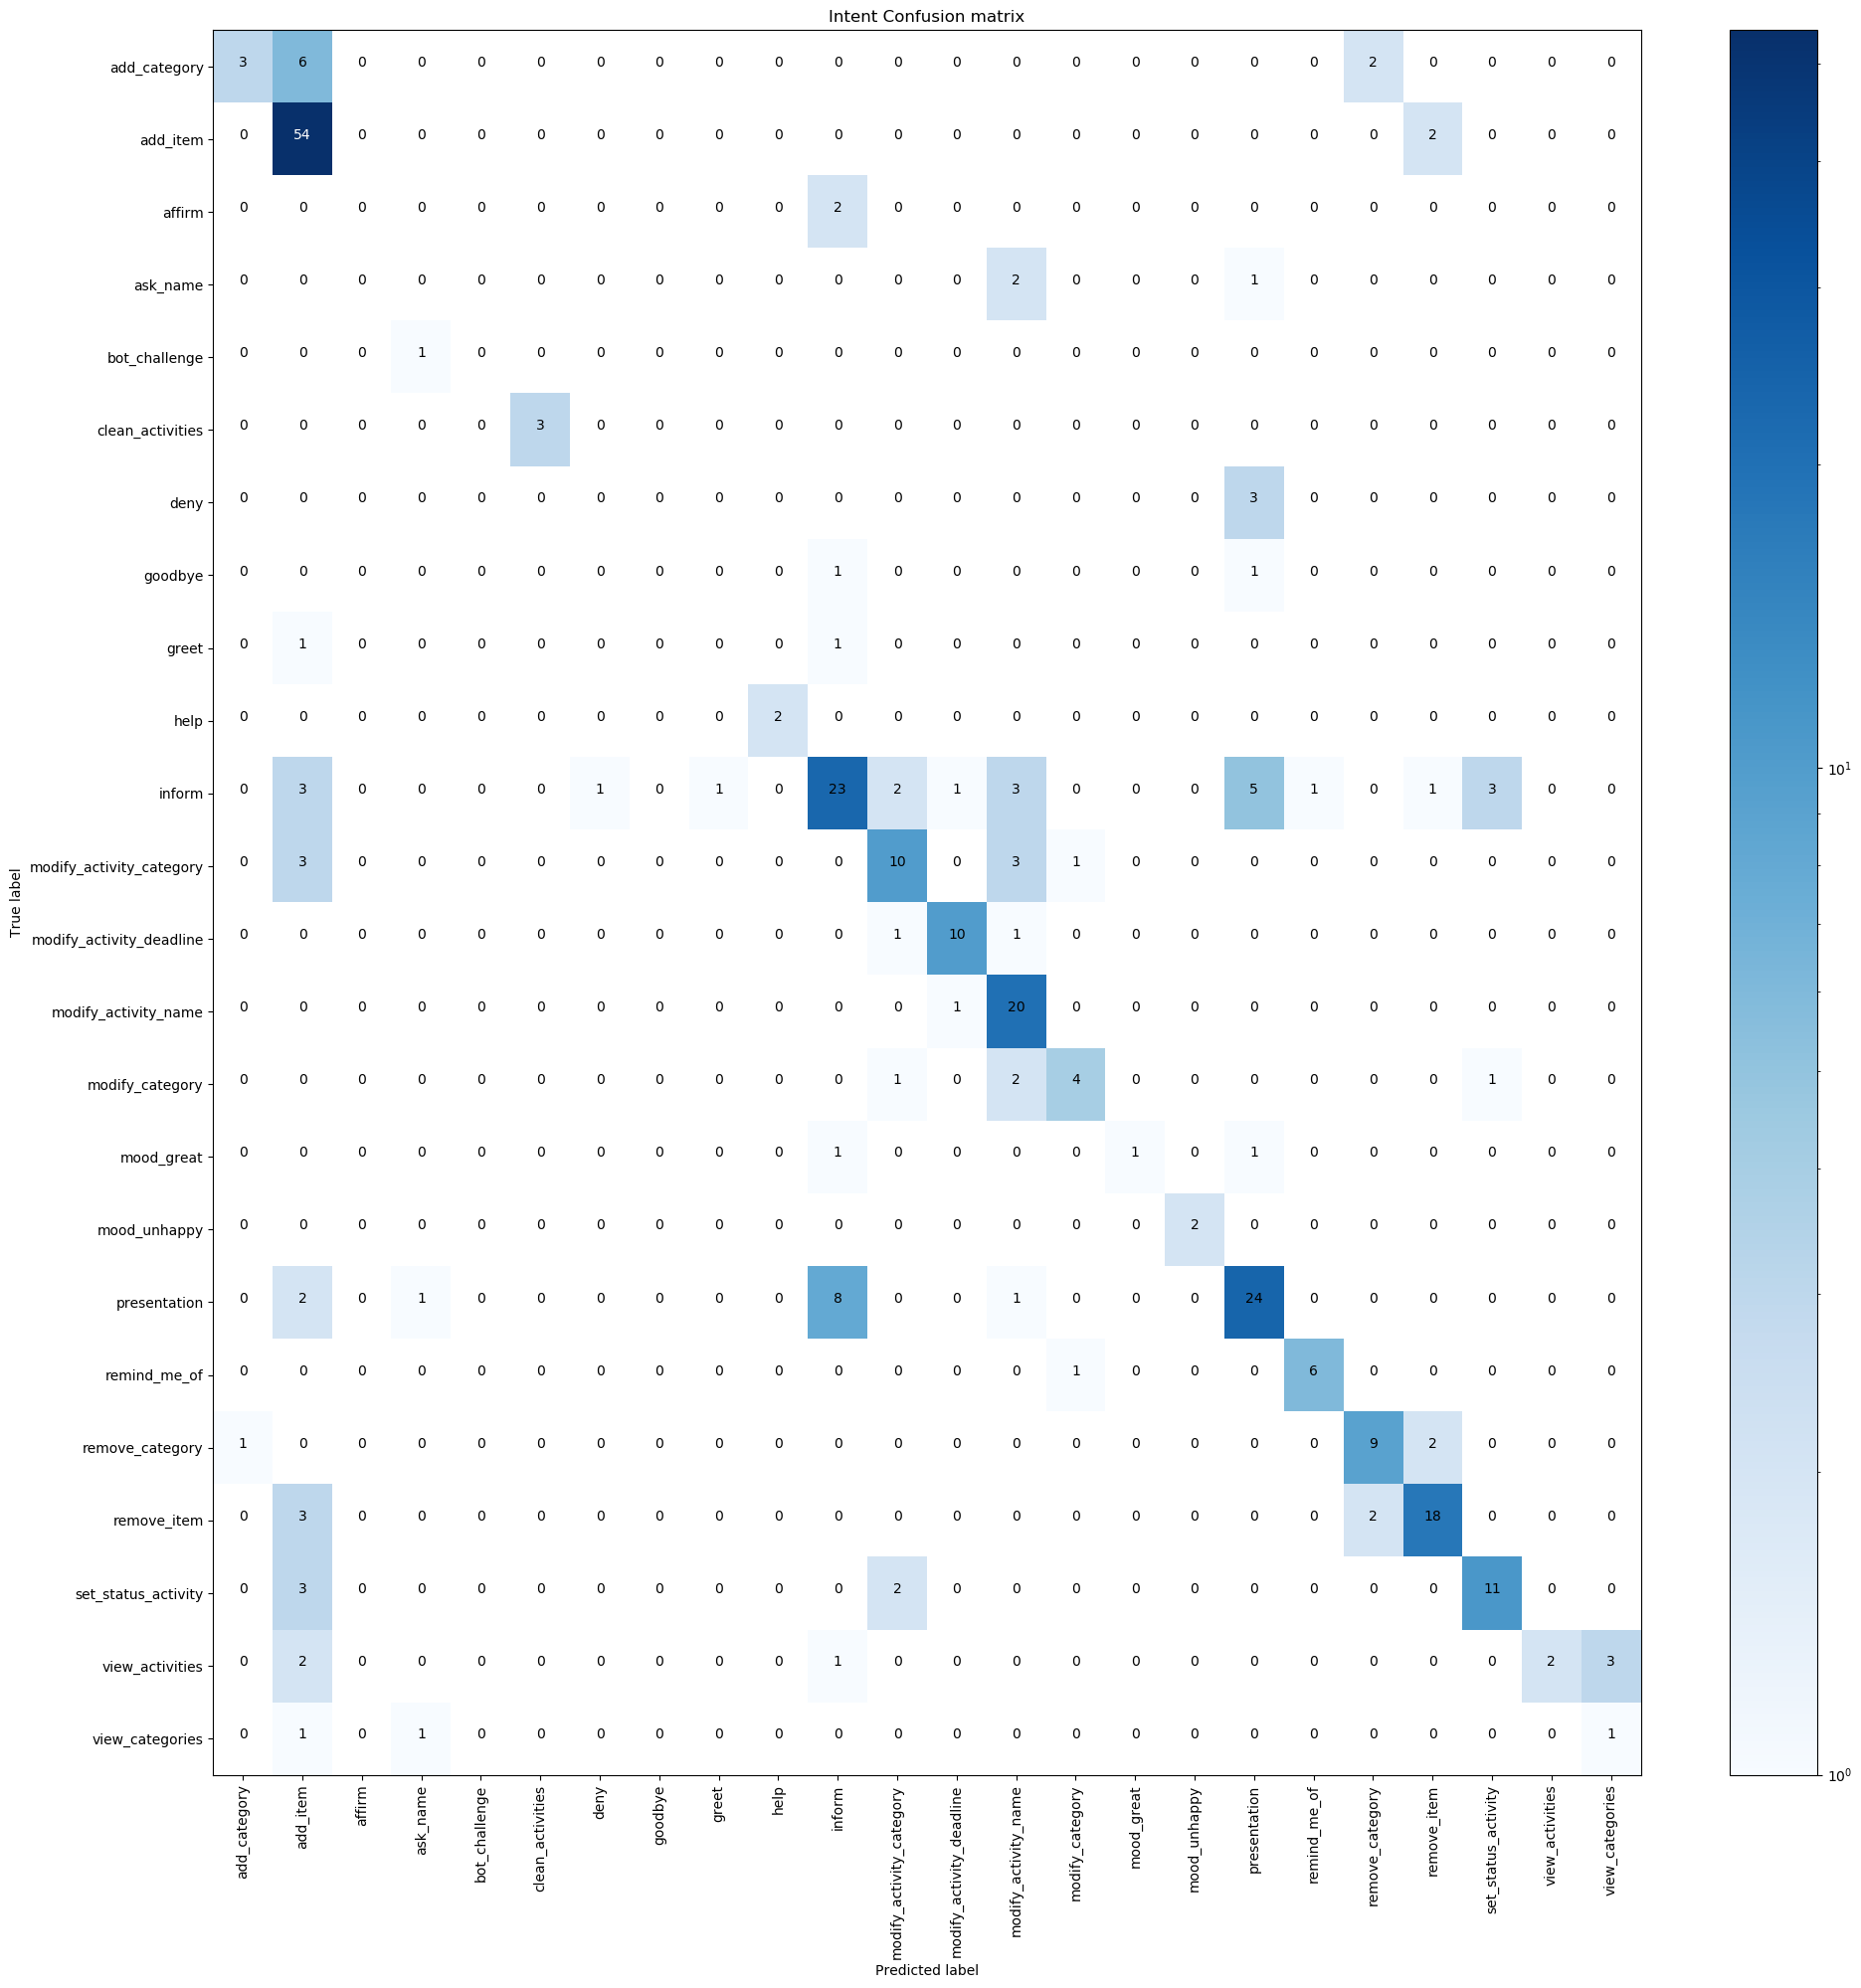 Intent Confusion matrix
add_category 3 6 0 0 0 0 0 0 0 0 0 0 0 0 0 0 0 0 0 2 0 0 0 0
add_item 0 54 0 0 0 0 0 0 0 0 0 0 0 0 0 0 0 0 0 0 2 0 0 0
affirm 0 0 0 0 0 0 0 0 0 0 2 0 0 0 0 0 0 0 0 0 0 0 0 0
ask_name 0 0 0 0 0 0 0 0 0 0 0 0 0 2 0 0 0 1 0 0 0 0 0 0
bot_challenge 0 0 0 1 0 0 0 0 0 0 0 0 0 0 0 0 0 0 0 0 0 0 0 0
clean_activities 0 0 0 0 0 3 0 0 0 0 0 0 0 0 0 0 0 0 0 0 0 0 0 0
deny 0 0 0 0 0 0 0 0 0 0 0 0 0 0 0 0 0 3 0 0 0 0 0 0
goodbye 0 0 0 0 0 0 0 0 0 0 1 0 0 0 0 0 0 1 0 0 0 0 0 0
greet 0 1 0 0 0 0 0 0 0 0 1 0 0 0 0 0 0 0 0 0 0 0 0 0
help 0 0 0 0 0 0 0 0 0 2 0 0 0 0 0 0 0 0 0 0 0 0 0 0
inform 0 3 0 0 0 0 1 0 1 0 23 2 1 3 0 0 0 5 1 0 1 3 0 0
modify_activity_category 0 3 0 0 0 0 0 0 0 0 0 10 0 3 1 0 0 0 0 0 0 0 0 0
modify_activity_deadline 0 0 0 0 0 0 0 0 0 0 0 1 10 1 0 0 0 0 0 0 0 0 0 0
modify_activity_name 0 0 0 0 0 0 0 0 0 0 0 0 1 20 0 0 0 0 0 0 0 0 0 0
modify_category 0 0 0 0 0 0 0 0 0 0 0 1 0 2 4 0 0 0 0 0 0 1 0 0
mood_great 0 0 0 0 0 0 0 0 0 0 1 0 0 0 0 1 0 1 0 0 0 0 0 0
mood_unhappy 0 0 0 0 0 0 0 0 0 0 0 0 0 0 0 0 2 0 0 0 0 0 0 0
presentation 0 2 0 1 0 0 0 0 0 0 8 0 0 1 0 0 0 24 0 0 0 0 0 0
remind_me_of 0 0 0 0 0 0 0 0 0 0 0 0 0 0 1 0 0 0 6 0 0 0 0 0
remove_category 1 0 0 0 0 0 0 0 0 0 0 0 0 0 0 0 0 0 0 9 2 0 0 0
remove_item 0 3 0 0 0 0 0 0 0 0 0 0 0 0 0 0 0 0 0 2 18 0 0 0
set_status_activity 0 3 0 0 0 0 0 0 0 0 0 2 0 0 0 0 0 0 0 0 0 11 0 0
view_activities 0 2 0 0 0 0 0 0 0 0 1 0 0 0 0 0 0 0 0 0 0 0 2 3
view_categories 0 1 0 1 0 0 0 0 0 0 0 0 0 0 0 0 0 0 0 0 0 0 0 1
True label
add_category
add_item
affirm
ask_name
bot_challenge
clean_activities
deny
goodbye
greet
help
inform
modify_activity_category
modify_activity_deadline
modify_activity_name
modify_category
mood_great
mood_unhappy
presentation
remind_me_of
remove_category
remove_item
set_status_activity
view_activities
view_categories
Predicted label
10¹
10⁰